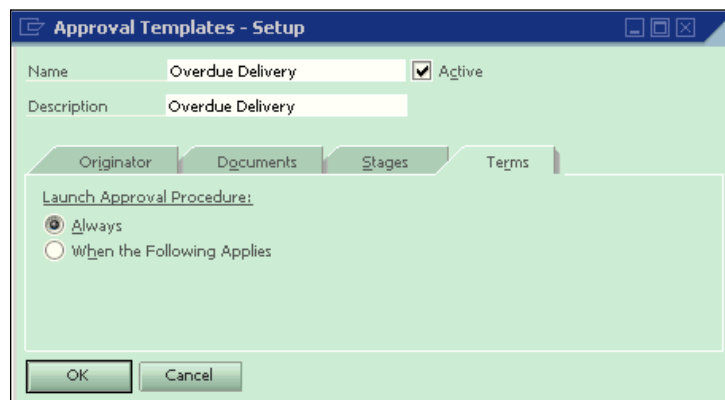 Approval Templates - Setup
Name Overdue Delivery Active
Description Overdue Delivery
Originator Documents Stages Terms
Launch Approval Procedure:
Always
When the Following Applies
OK Cancel